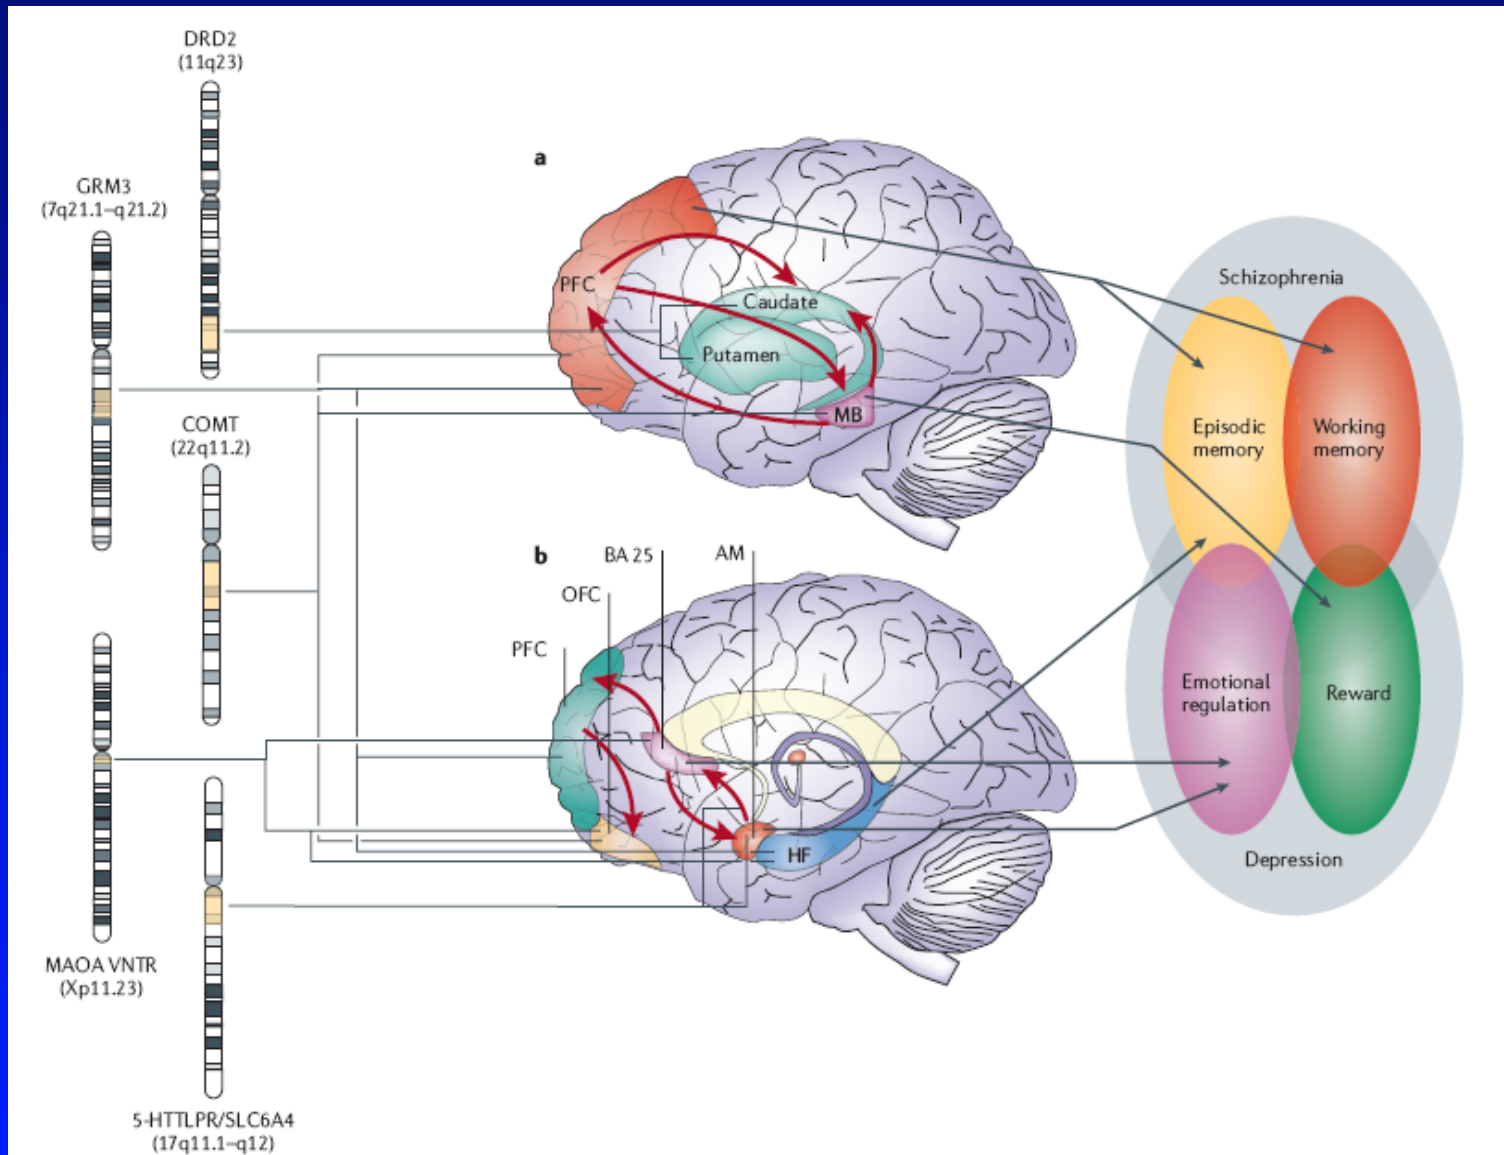 DRD2
(11q23)
GRM3
(7q21.1–q21.2)
COMT
(22q11.2)
MAOA VNTR
(Xp11.23)
5-HTTLPR/SLC6A4
(17q11.1–q12)
a
PFC
Caudate
Putamen
MB
b
BA 25
AM
OFC
PFC
HF
Schizophrenia
Episodic
memory
Working
memory
Emotional
regulation
Reward
Depression